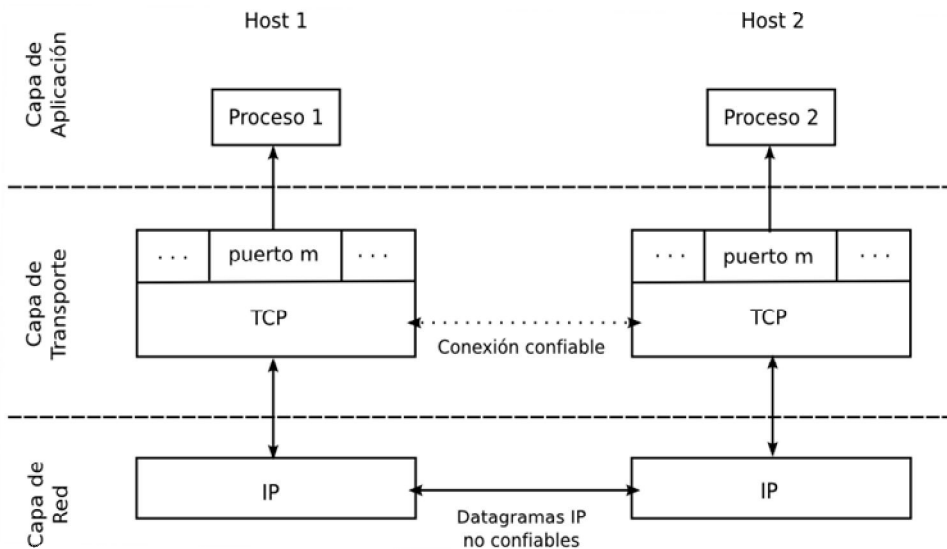 Host 1
Host 2
Capa de
Aplicación
Proceso 1
Proceso 2
Capa de
Transporte
. . .
puerto m
. . .
. . .
puerto m
. . .
TCP
TCP
Conexión confiable
Capa de
Red
IP
IP
Datagramas IP
no confiables